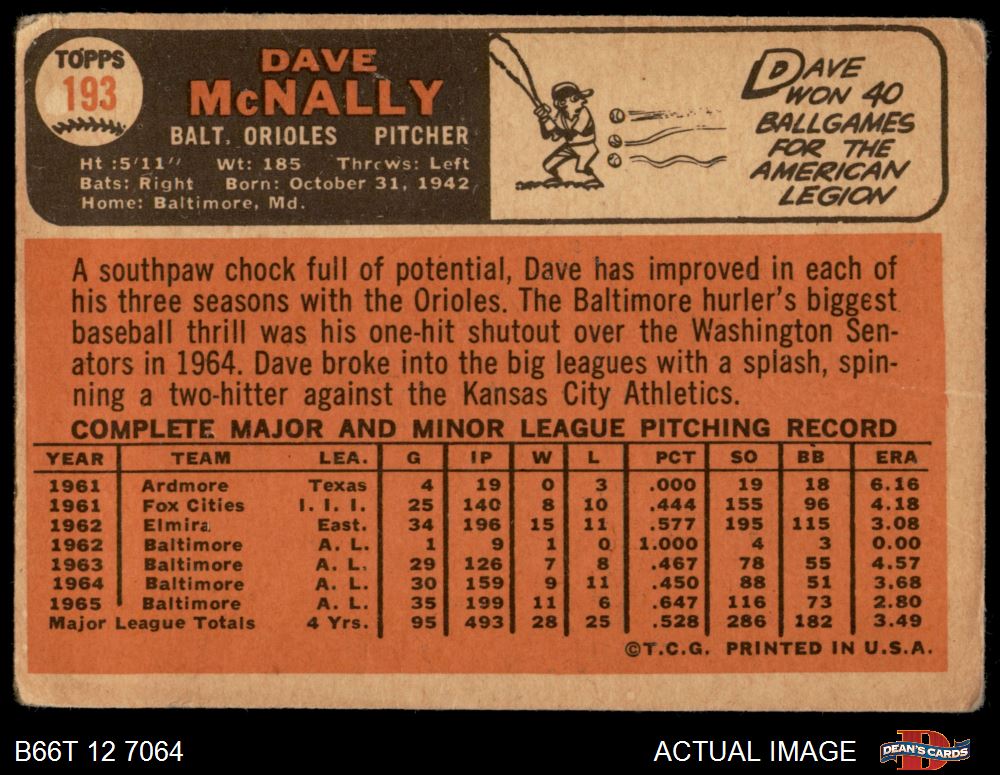 TOPPS
193
DAVE
McNALLY
BALT. ORIOLES PITCHER
Ht :5'11" Wt: 185 Throws: Left
Bats: Right Born: October 31, 1942
Home: Baltimore, Md.
DAVE
WON 40
BALLGAMES
FOR THE
AMERICAN
LEGION
A southpaw chock full of potential, Dave has improved in each of
his three seasons with the Orioles. The Baltimore hurler's biggest
baseball thrill was his one-hit shutout over the Washington Sen-
ators in 1964. Dave broke into the big leagues with a splash, spin-
ning a two-hitter against the Kansas City Athletics.
COMPLETE MAJOR AND MINOR LEAGUE PITCHING RECORD
YEAR TEAM LEA. G IP W L PCT SO BB ERA
1961 Ardmore Texas 4 19 0 3 .000 19 18 6.16
1961 Fox Cities I. I. I. 25 140 8 10 .444 155 96 4.18
1962 Elmira East. 34 196 15 11 .577 195 115 3.08
1962 Baltimore A. L. 1 9 1 0 1.000 4 3 0.00
1963 Baltimore A. L. 29 126 7 8 .467 78 55 4.57
1964 Baltimore A. L. 30 159 9 11 .450 88 51 3.68
1965 Baltimore A. L. 35 199 11 6 .647 116 73 2.80
Major League Totals 4 Yrs. 95 493 28 25 .528 286 182 3.49
©T.C.G. PRINTED IN U.S.A.
B66T 12 7064 ACTUAL IMAGE DEAN'S CARDS